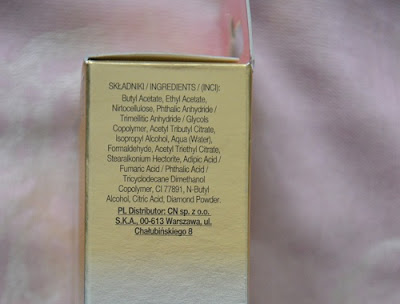 SKŁADNIKI / INGREDIENTS / (INCI):
Butyl Acetate, Ethyl Acetate,
Nirtocellulose, Phthalic Anhydride /
Trimellitic Anhydride / Glycols
Copolymer, Acetyl Tributyl Citrate,
Isopropyl Alcohol, Aqua (Water),
Formaldehyde, Acetyl Triethyl Citrate,
Stearalkonium Hectorite, Adipic Acid /
Fumaric Acid / Phthalic Acid /
Tricyclodecane Dimethanol
Copolymer, CI 77891, N-Butyl
Alcohol, Citric Acid, Diamond Powder.
PL Distributor: CN sp. z o.o.
S.K.A., 00-613 Warszawa, ul.
Chałubińskiego 8